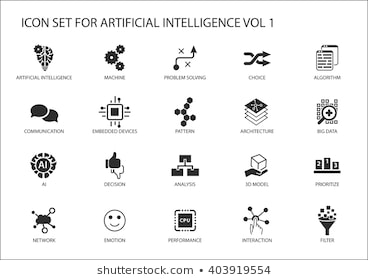 ICON SET FOR ARTIFICIAL INTELLIGENCE VOL 1
ARTIFICIAL INTELLIGENCE MACHINE PROBLEM SOLVING CHOICE ALGORITHM
COMMUNICATION EMBEDDED DEVICES PATTERN ARCHITECTURE BIG DATA
AI
2 1 3
AI DECISION ANALYSIS 3D MODEL PRIORITIZE
CPU
NETWORK EMOTION PERFORMANCE INTERACTION FILTER
shutterstock · 403919554